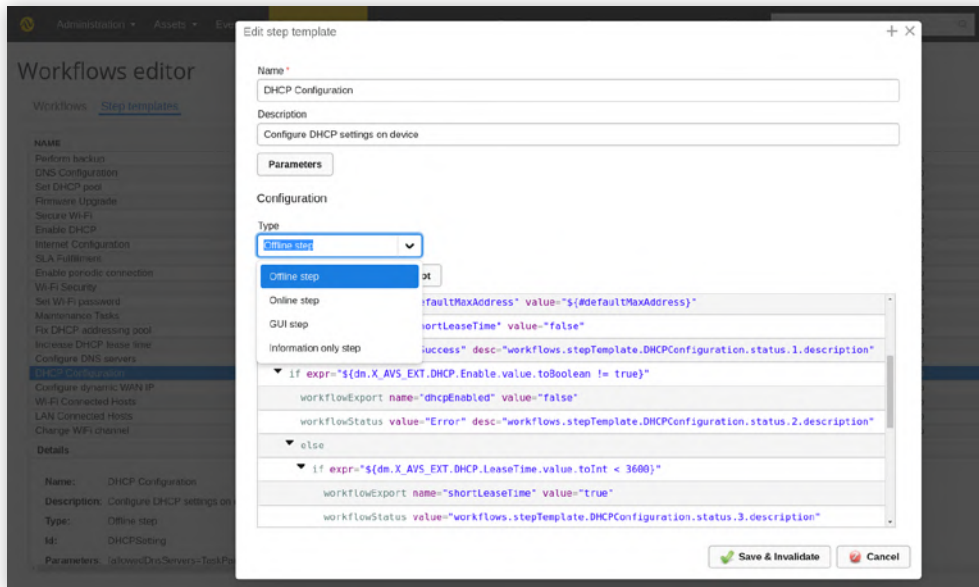 Administration
Assets
Eve
Workflows editor
Workflows
Step templates
NAME
Perform backup
DNS Configuration
Set DHCP pool
Firmware Upgrade
Secure Wi-Fi
Enable DHCP
Internet Configuration
SLA Fulfilment
Enable periodic connection
Wi-Fi Security
Set Wi-Fi password
Maintenance Tasks
Fix DHCP addressing pool
Increase DHCP lease time
Configure DNS servers
DHCP Configuration
Configure dynamic WAN IP
Wi-Fi Connected Hosts
LAN Connected Hosts
Change WiFi channel
Details
Name: DHCP Configuration
Description: Configure DHCP settings on
Type: Offline step
Id: DHCPSetting
Parameters:
Edit step template
Name *
DHCP Configuration
Description
Configure DHCP settings on device
Parameters
Configuration
Type
Offline step
Offline step
Online step
GUI step
Information only step
pt
efaultMaxAddress" value="${#defaultMaxAddress}"
hortLeaseTime" value="false"
Success" desc="workflows.stepTemplate.DHCPConfiguration.status.1.description"
if expr="${dm.X_AVS_EXT.DHCP.Enable.value.toBoolean != true}"
workflowExport name="dhcpEnabled" value="false"
workflowStatus value="Error" desc="workflows.stepTemplate.DHCPConfiguration.status.2.description"
else
if expr="${dm.X_AVS_EXT.DHCP.LeaseTime.value.toInt < 3600}"
workflowExport name="shortLeaseTime" value="true"
workflowStatus value="workflows.stepTemplate.DHCPConfiguration.status.3.description"
Save & Invalidate
Cancel